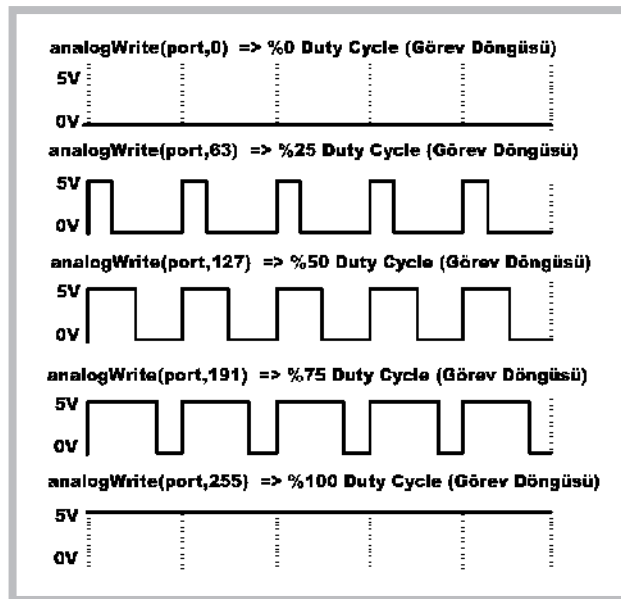 analogWrite(port,0) => %0 Duty Cycle (Görev Döngüsü)
5V
0V
analogWrite(port,63) => %25 Duty Cycle (Görev Döngüsü)
5V
0V
analogWrite(port,127) => %50 Duty Cycle (Görev Döngüsü)
5V
0V
analogWrite(port,191) => %75 Duty Cycle (Görev Döngüsü)
5V
0V
analogWrite(port,255) => %100 Duty Cycle (Görev Döngüsü)
5V
0V